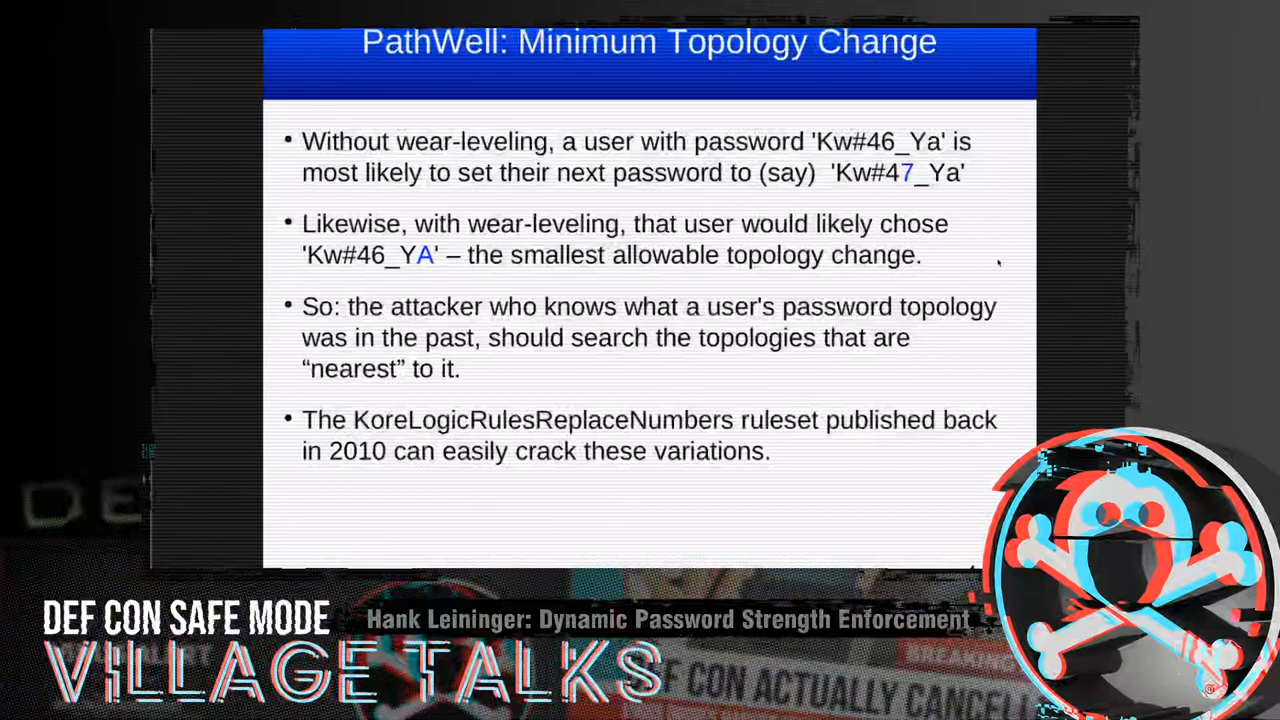 PathWell: Minimum Topology Change
• Without wear-leveling, a user with password 'Kw#46_Ya' is
most likely to set their next password to (say) 'Kw#47_Ya'
• Likewise, with wear-leveling, that user would likely chose
'Kw#46_YA' – the smallest allowable topology change.
• So: the attacker who knows what a user's password topology
was in the past, should search the topologies that are
“nearest” to it.
• The KoreLogicRulesReplaceNumbers ruleset published back
in 2010 can easily crack these variations.
DE
DEF CON SAFE MODE
Hank Leininger: Dynamic Password Strength Enforcement
VILLAGE TALKS
BREAKING
DEF CON ACTUALLY CANCELL